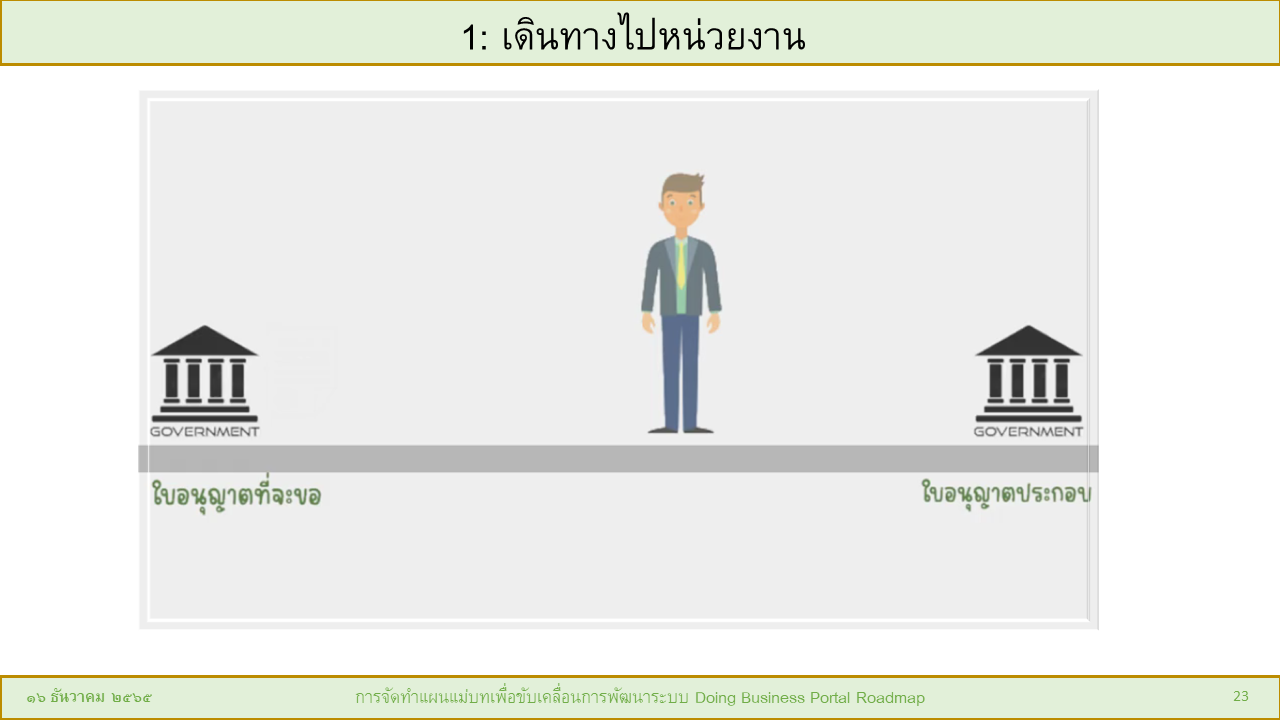 1: เดินทางไปหน่วยงาน
GOVERNMENT
GOVERNMENT
ใบอนุญาตที่จะขอ
ใบอนุญาตประกอบ
๑๖ ธันวาคม ๒๕๖๕
การจัดทำแผนแม่บทเพื่อขับเคลื่อนการพัฒนาระบบ Doing Business Portal Roadmap
23